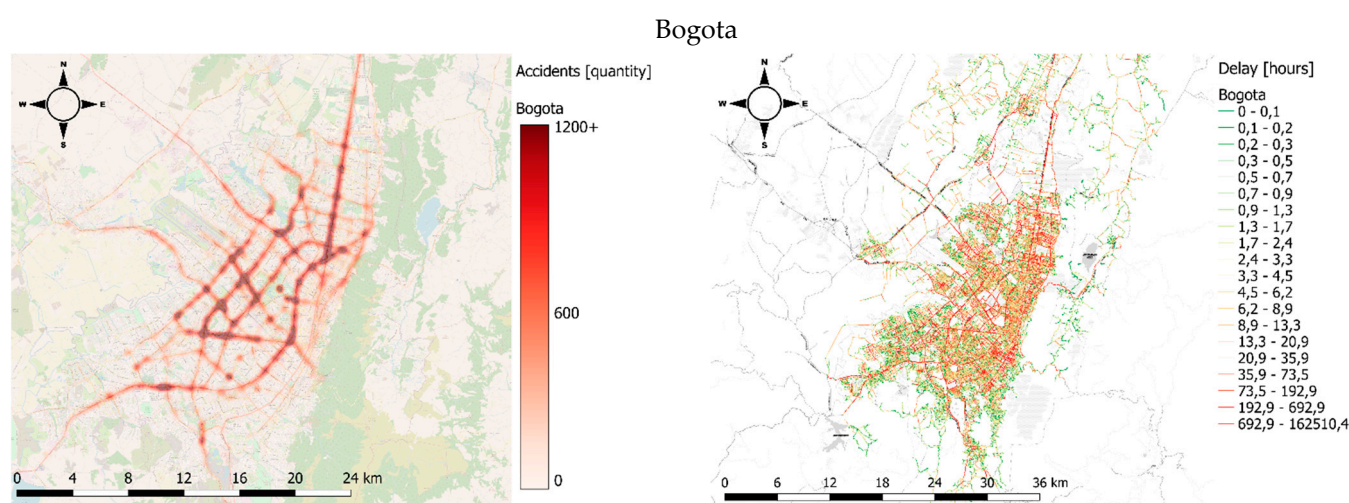 Bogota
N
W
E
S
Accidents [quantity]
Bogota
1200+
600
0
0 4 8 12 16 20 24 km
N
W
E
S
Delay [hours]
Bogota
0 - 0,1
0,1 - 0,2
0,2 - 0,3
0,3 - 0,5
0,5 - 0,7
0,7 - 0,9
0,9 - 1,3
1,3 - 1,7
1,7 - 2,4
2,4 - 3,3
3,3 - 4,5
4,5 - 6,2
6,2 - 8,9
8,9 - 13,3
13,3 - 20,9
20,9 - 35,9
35,9 - 73,5
73,5 - 192,9
192,9 - 692,9
692,9 - 162510,4
0 6 12 18 24 30 36 km